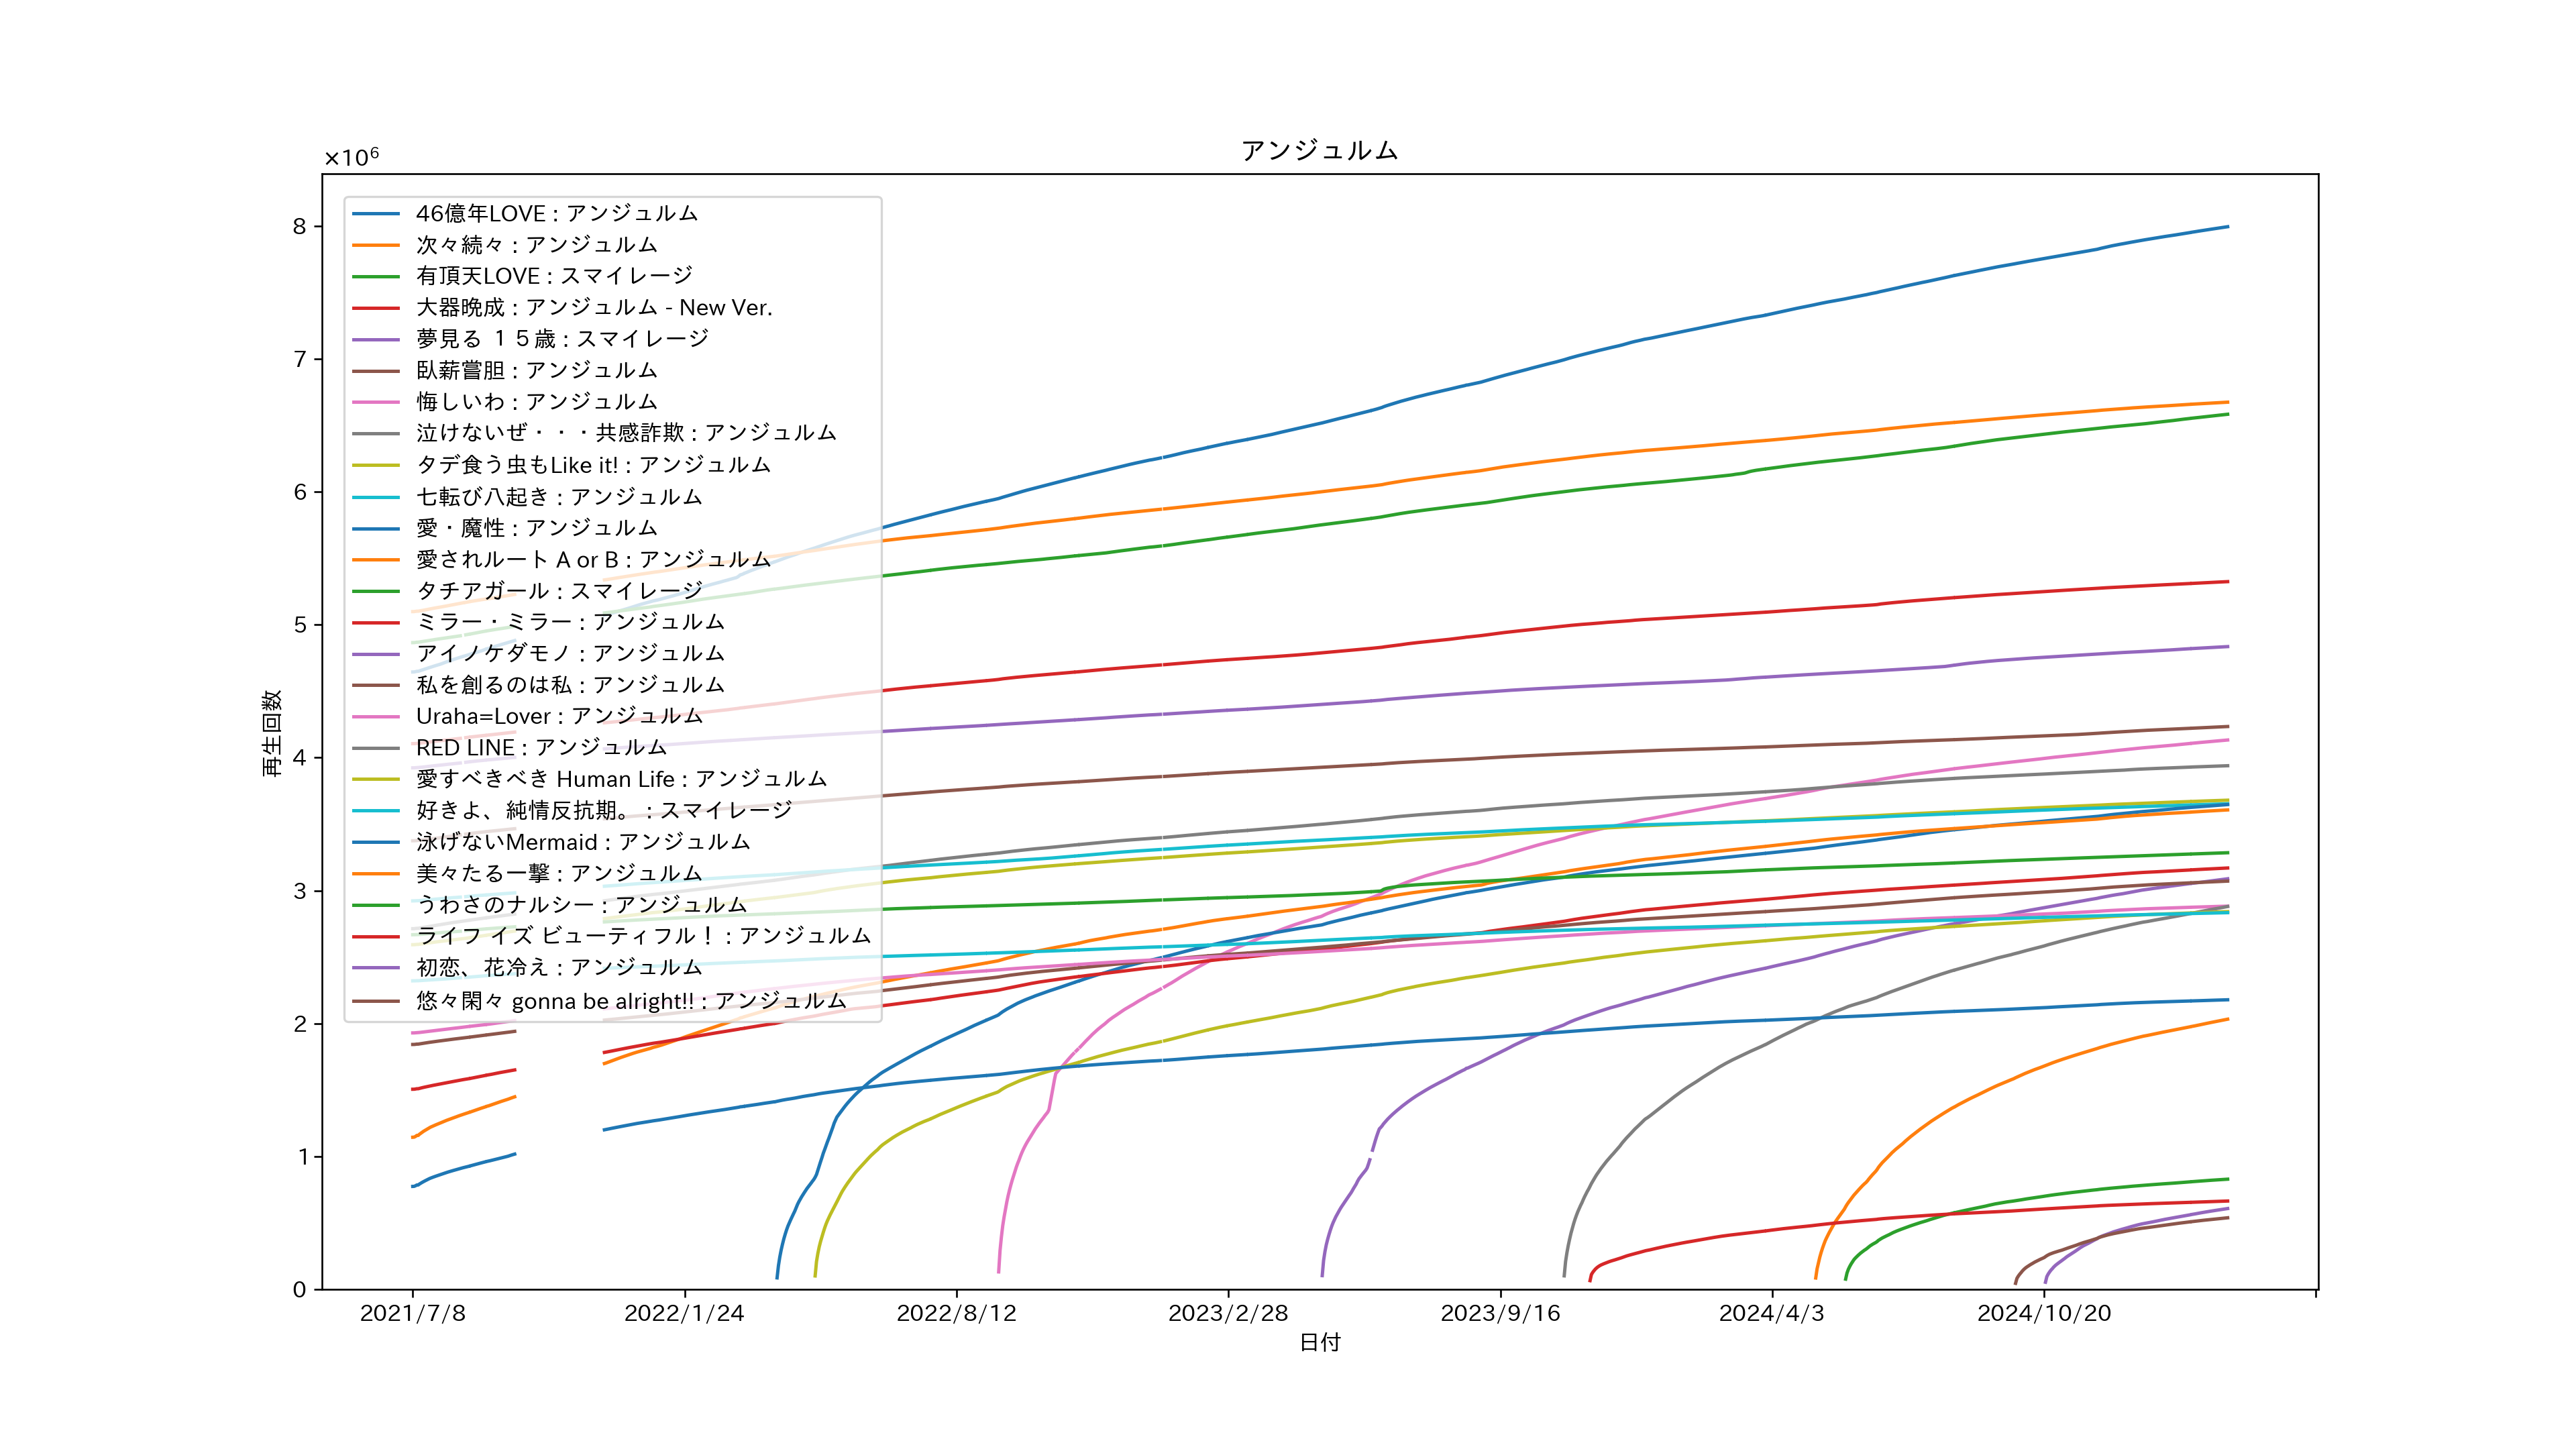 アンジュルム
×10⁶
46億年LOVE : アンジュルム
次々続々 : アンジュルム
有頂天LOVE : スマイレージ
大器晩成 : アンジュルム - New Ver.
夢見る １５歳 : スマイレージ
臥薪嘗胆 : アンジュルム
悔しいわ : アンジュルム
泣けないぜ・・・共感詐欺 : アンジュルム
タデ食う虫もLike it! : アンジュルム
七転び八起き : アンジュルム
愛・魔性 : アンジュルム
愛されルート A or B : アンジュルム
タチアガール : スマイレージ
ミラー・ミラー : アンジュルム
アイノケダモノ : アンジュルム
私を創るのは私 : アンジュルム
Uraha=Lover : アンジュルム
RED LINE : アンジュルム
愛すべきべき Human Life : アンジュルム
好きよ、純情反抗期。 : スマイレージ
泳げないMermaid : アンジュルム
美々たる一撃 : アンジュルム
うわさのナルシー : アンジュルム
ライフ イズ ビューティフル！ : アンジュルム
初恋、花冷え : アンジュルム
悠々閑々 gonna be alright!! : アンジュルム
8
7
6
5
4
3
2
1
0
再生回数
2021/7/8
2022/1/24
2022/8/12
2023/2/28
2023/9/16
2024/4/3
2024/10/20
日付